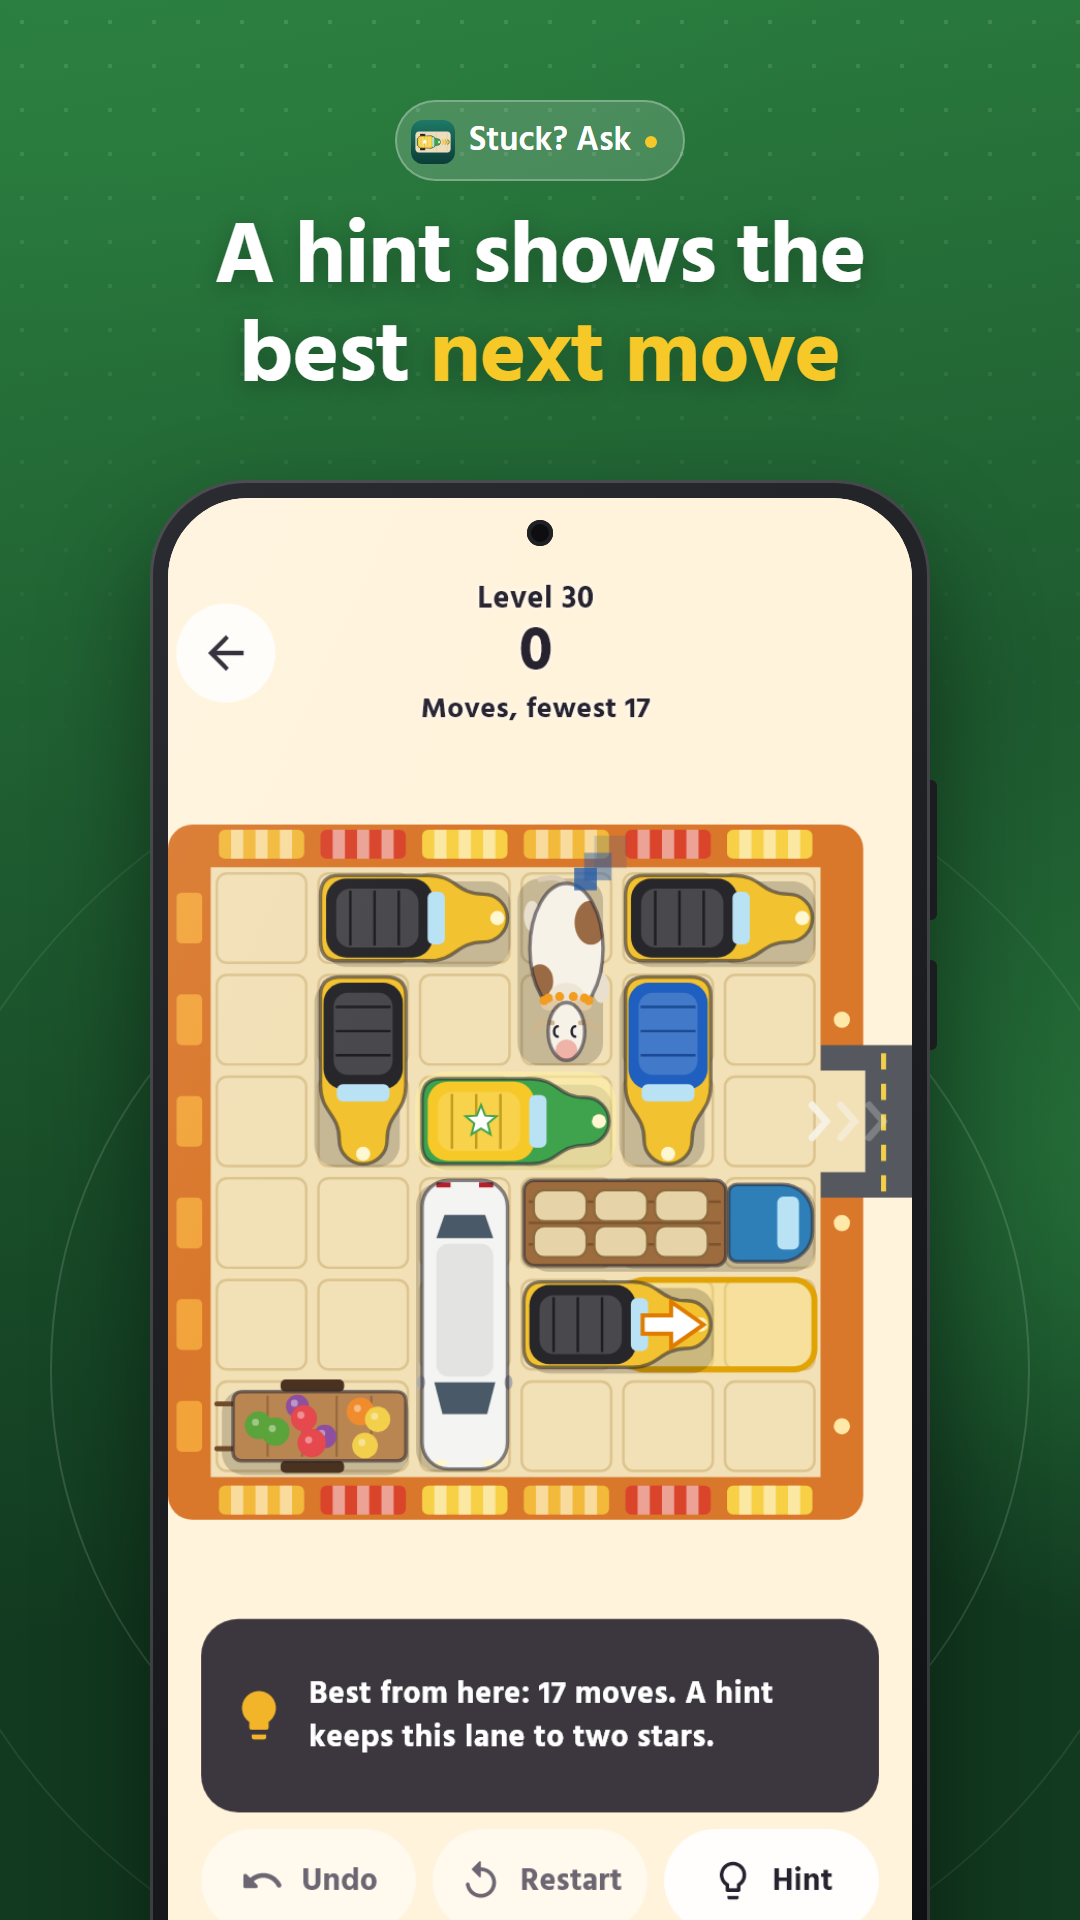 Stuck? Ask
A hint shows the
best next move
Level 30
0
Moves, fewest 17
Best from here: 17 moves. A hint
keeps this lane to two stars.
Undo
Restart
Hint